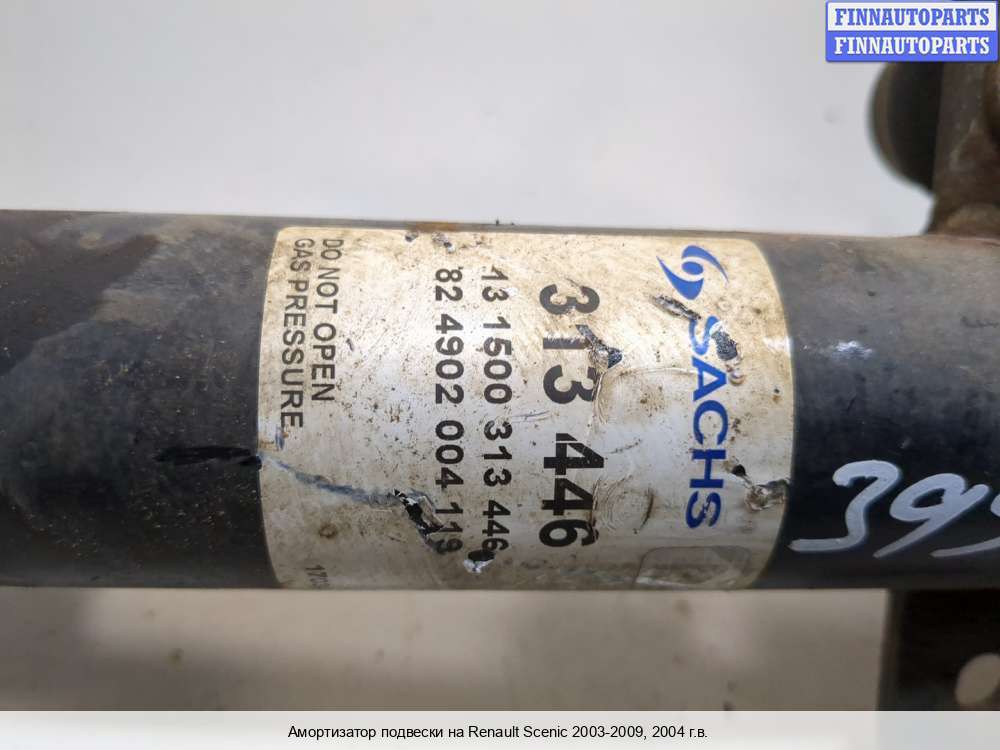 FINNAUTOPARTS
FINNAUTOPARTS
SACHS
313 446
13 1500 313 446
82 4902 004 119
DO NOT OPEN
GAS PRESSURE
Амортизатор подвески на Renault Scenic 2003-2009, 2004 г.в.